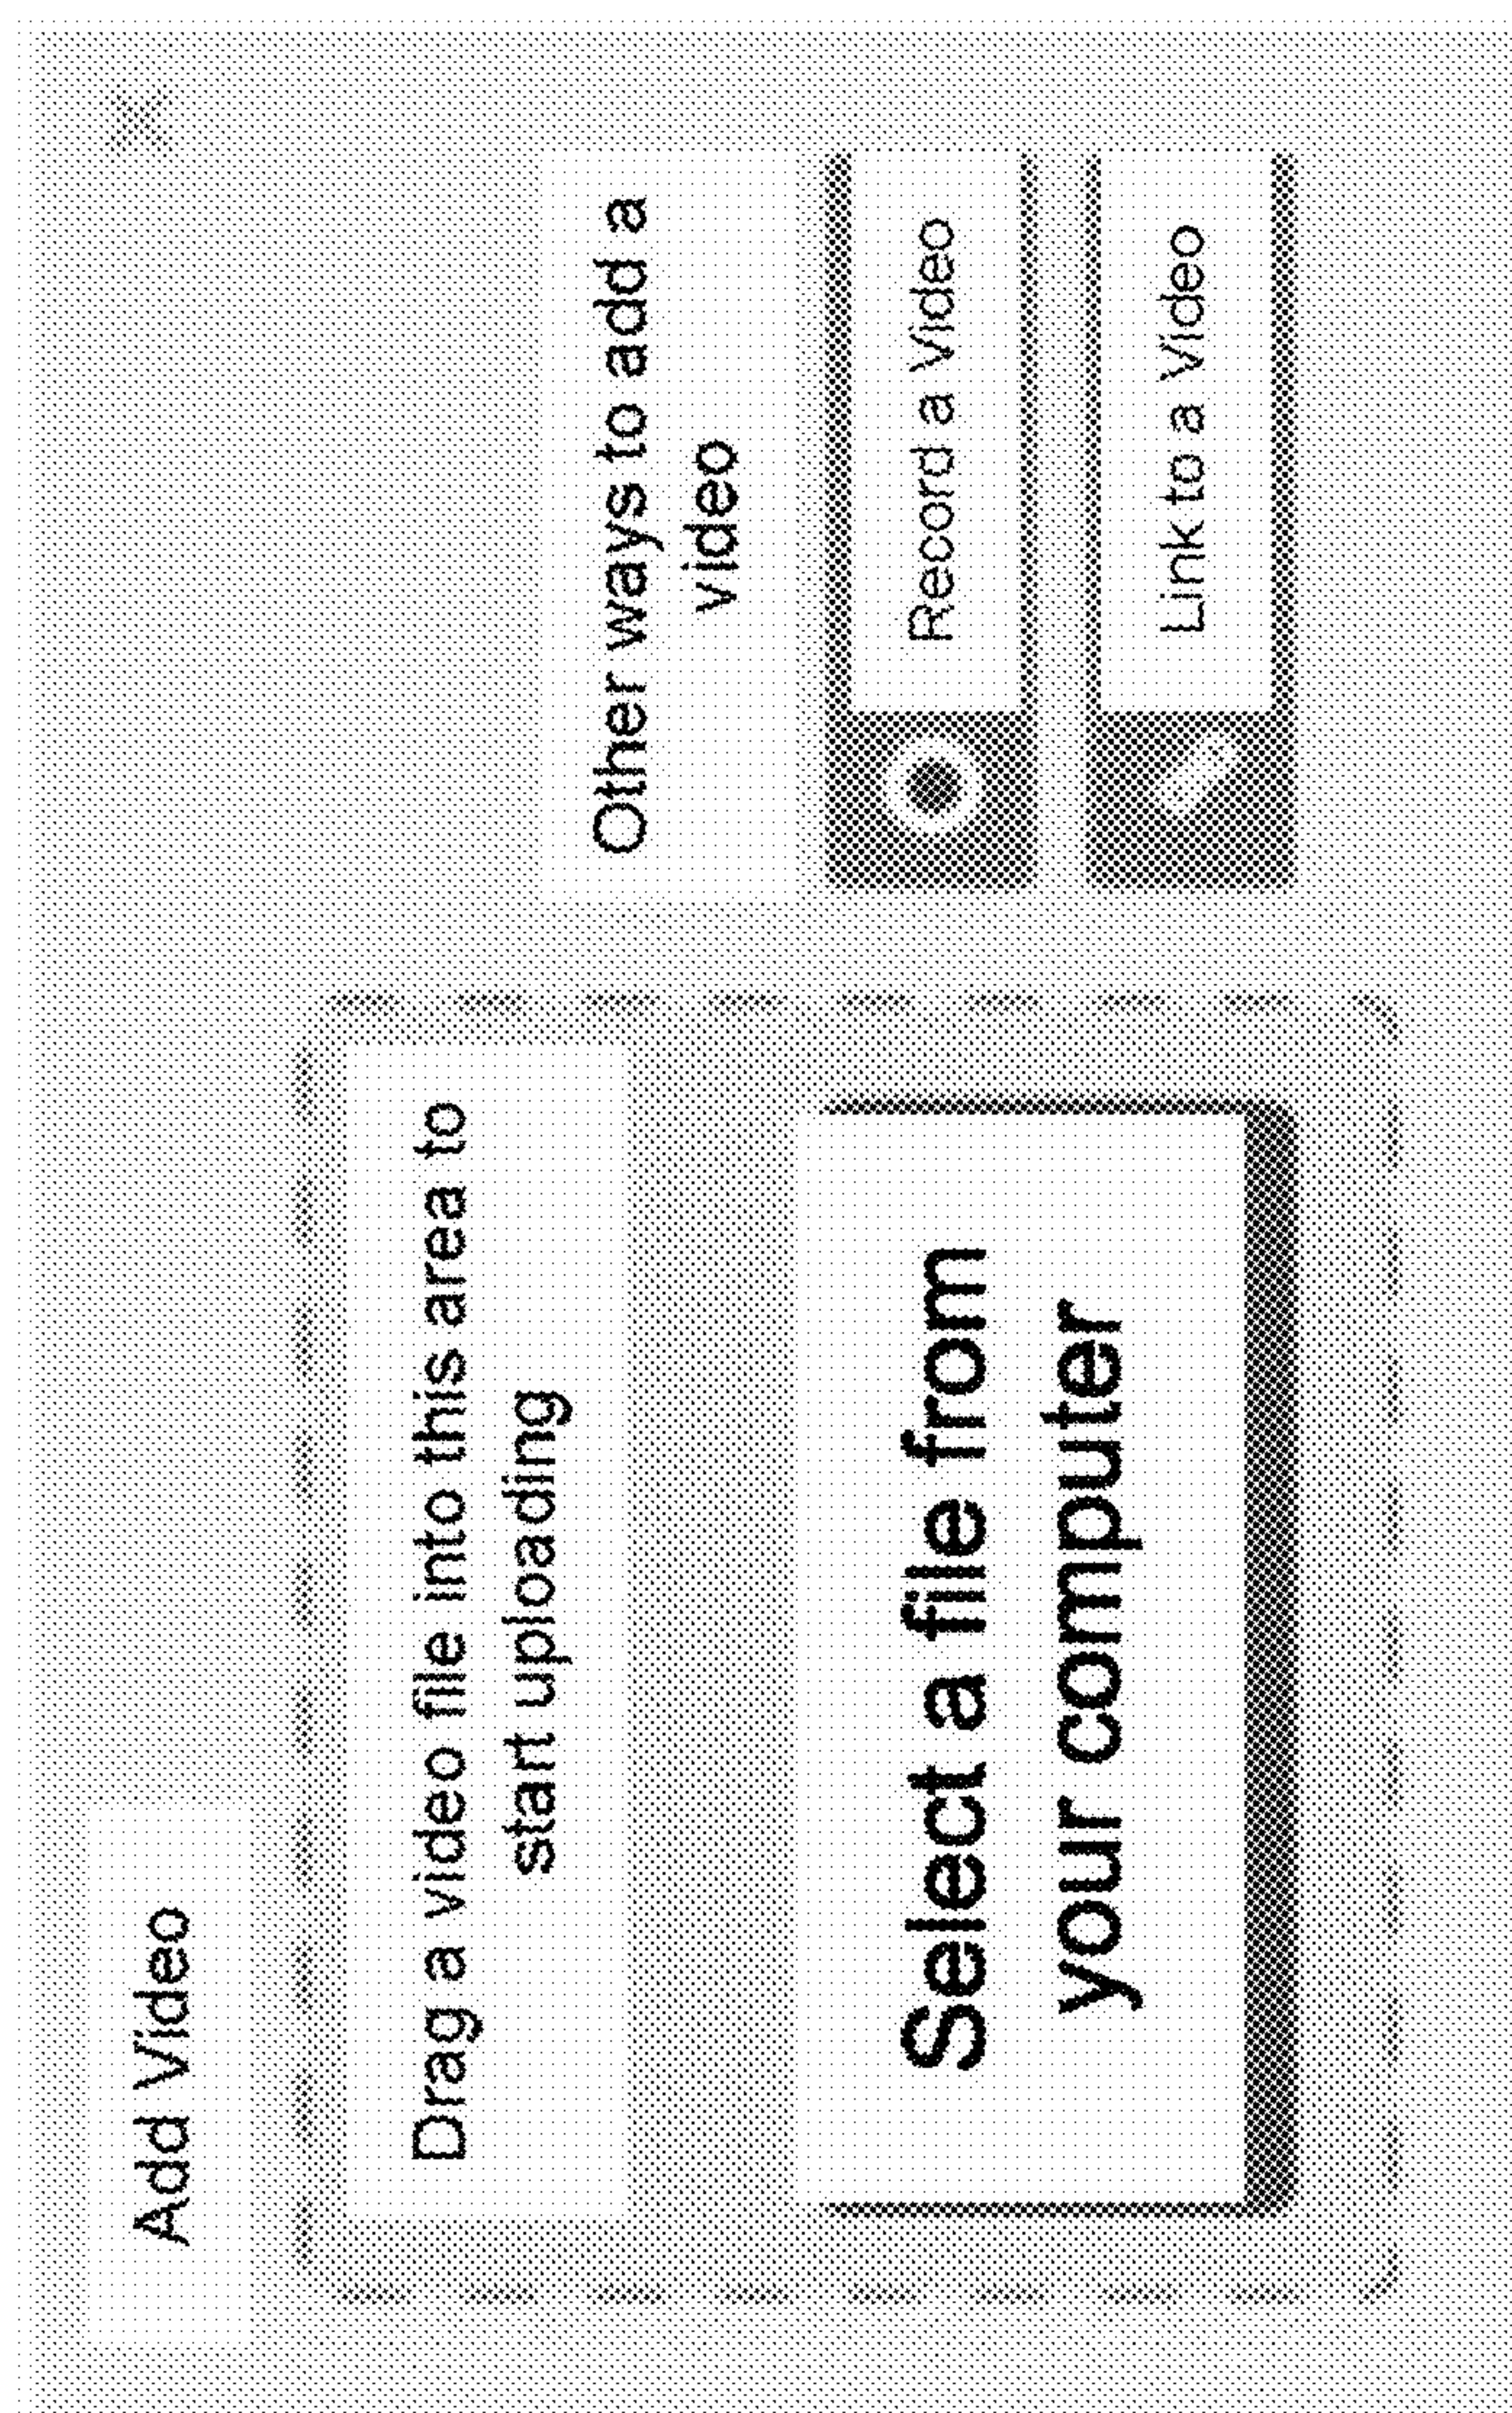 Add Video
Drag a video file into this area to
start uploading
Select a file from
your computer
Other ways to add a
video
Record a Video
Link to a Video